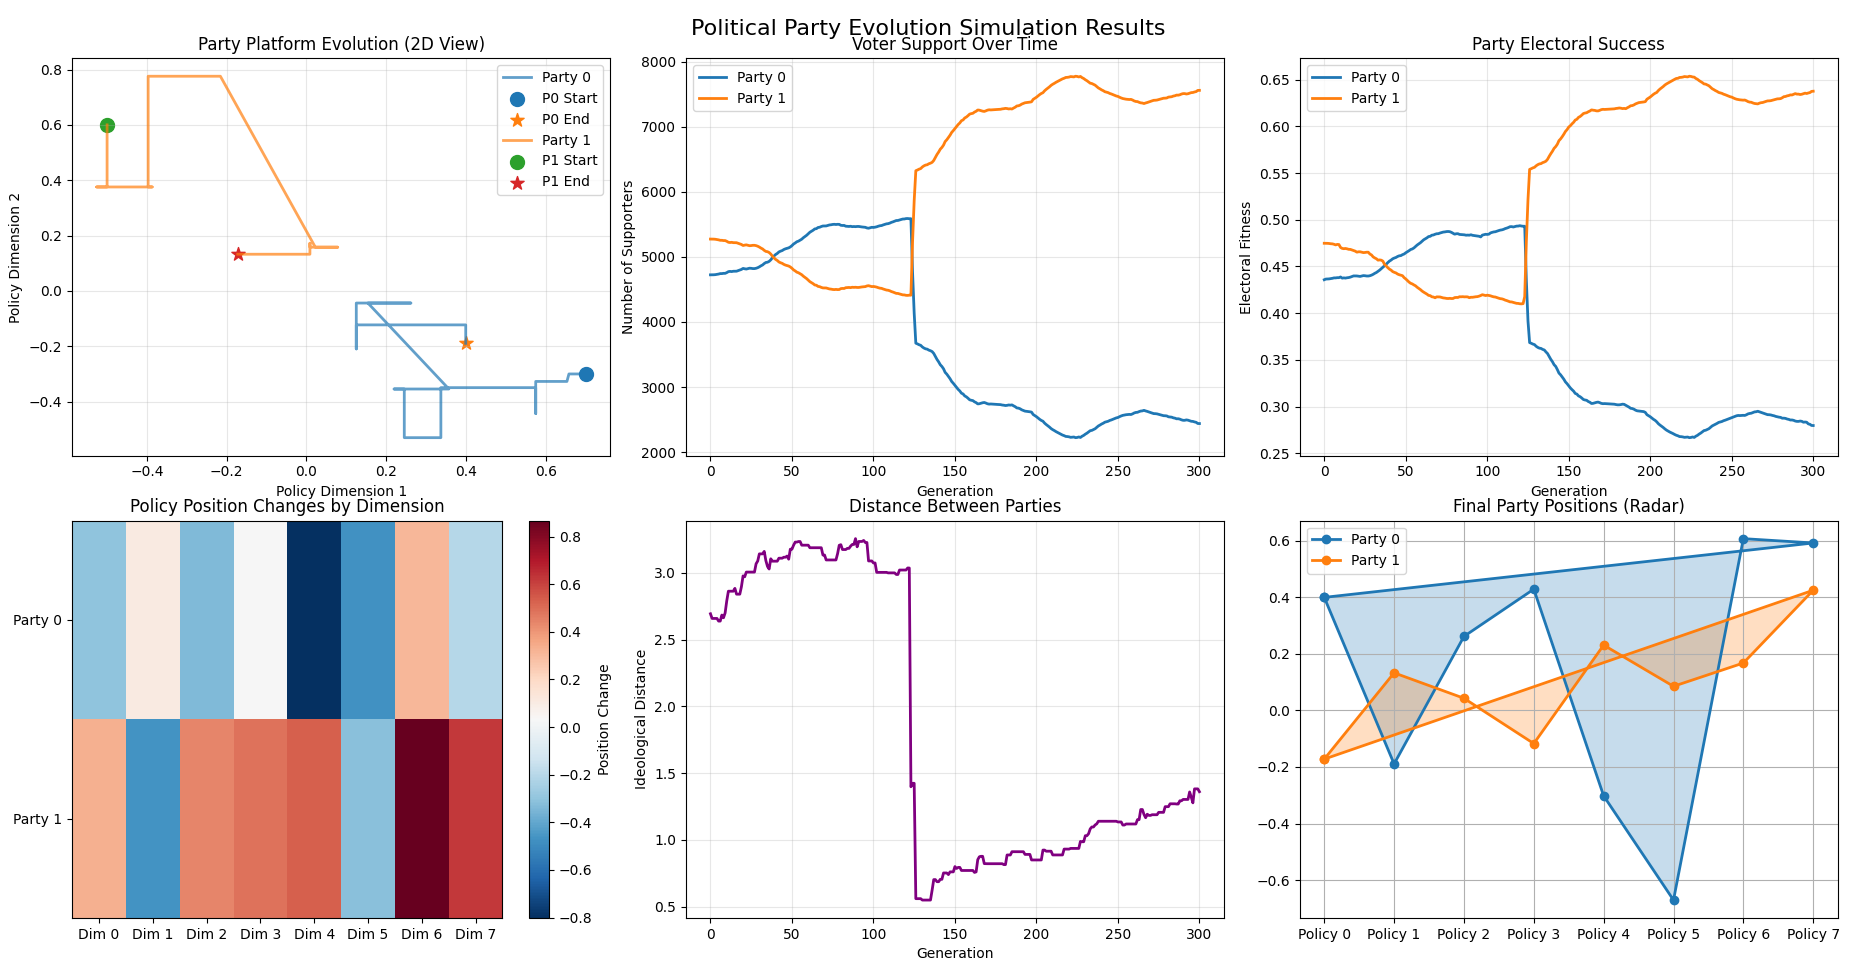 Political Party Evolution Simulation Results
Party Platform Evolution (2D View)
Policy Dimension 2
0.8
0.6
0.4
0.2
0.0
−0.2
−0.4
−0.4
−0.2
0.0
0.2
0.4
0.6
Policy Dimension 1
Party 0
P0 Start
P0 End
Party 1
P1 Start
P1 End
Voter Support Over Time
Number of Supporters
8000
7000
6000
5000
4000
3000
2000
0
50
100
150
200
250
300
Generation
Party 0
Party 1
Party Electoral Success
Electoral Fitness
0.65
0.60
0.55
0.50
0.45
0.40
0.35
0.30
0.25
0
50
100
150
200
250
300
Generation
Party 0
Party 1
Policy Position Changes by Dimension
Party 0
Party 1
Dim 0
Dim 1
Dim 2
Dim 3
Dim 4
Dim 5
Dim 6
Dim 7
0.8
0.6
0.4
0.2
0.0
−0.2
−0.4
−0.6
−0.8
Position Change
Distance Between Parties
Ideological Distance
3.0
2.5
2.0
1.5
1.0
0.5
0
50
100
150
200
250
300
Generation
Final Party Positions (Radar)
Party 0
Party 1
0.6
0.4
0.2
0.0
−0.2
−0.4
−0.6
Policy 0
Policy 1
Policy 2
Policy 3
Policy 4
Policy 5
Policy 6
Policy 7